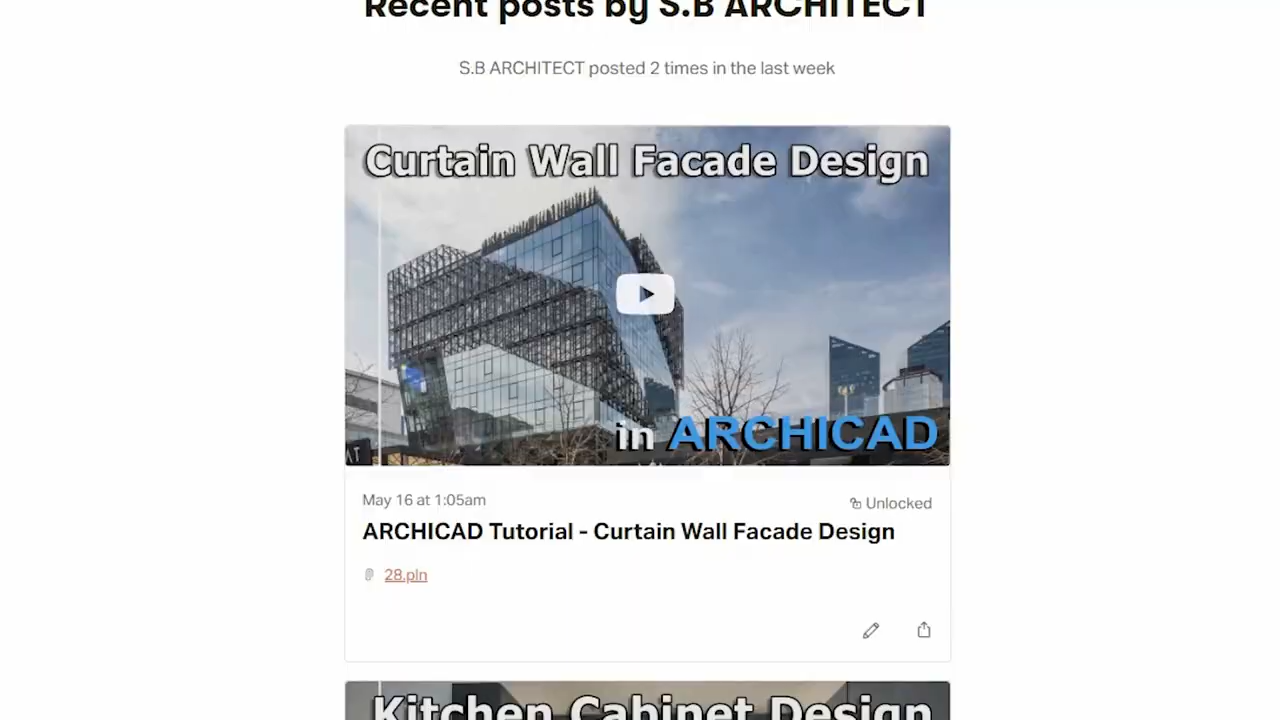 Recent posts by S.B ARCHITECT
S.B ARCHITECT posted 2 times in the last week
Curtain Wall Facade Design
in ARCHICAD
May 16 at 1:05am
Unlocked
ARCHICAD Tutorial - Curtain Wall Facade Design
28.pln
Kitchen Cabinet Design